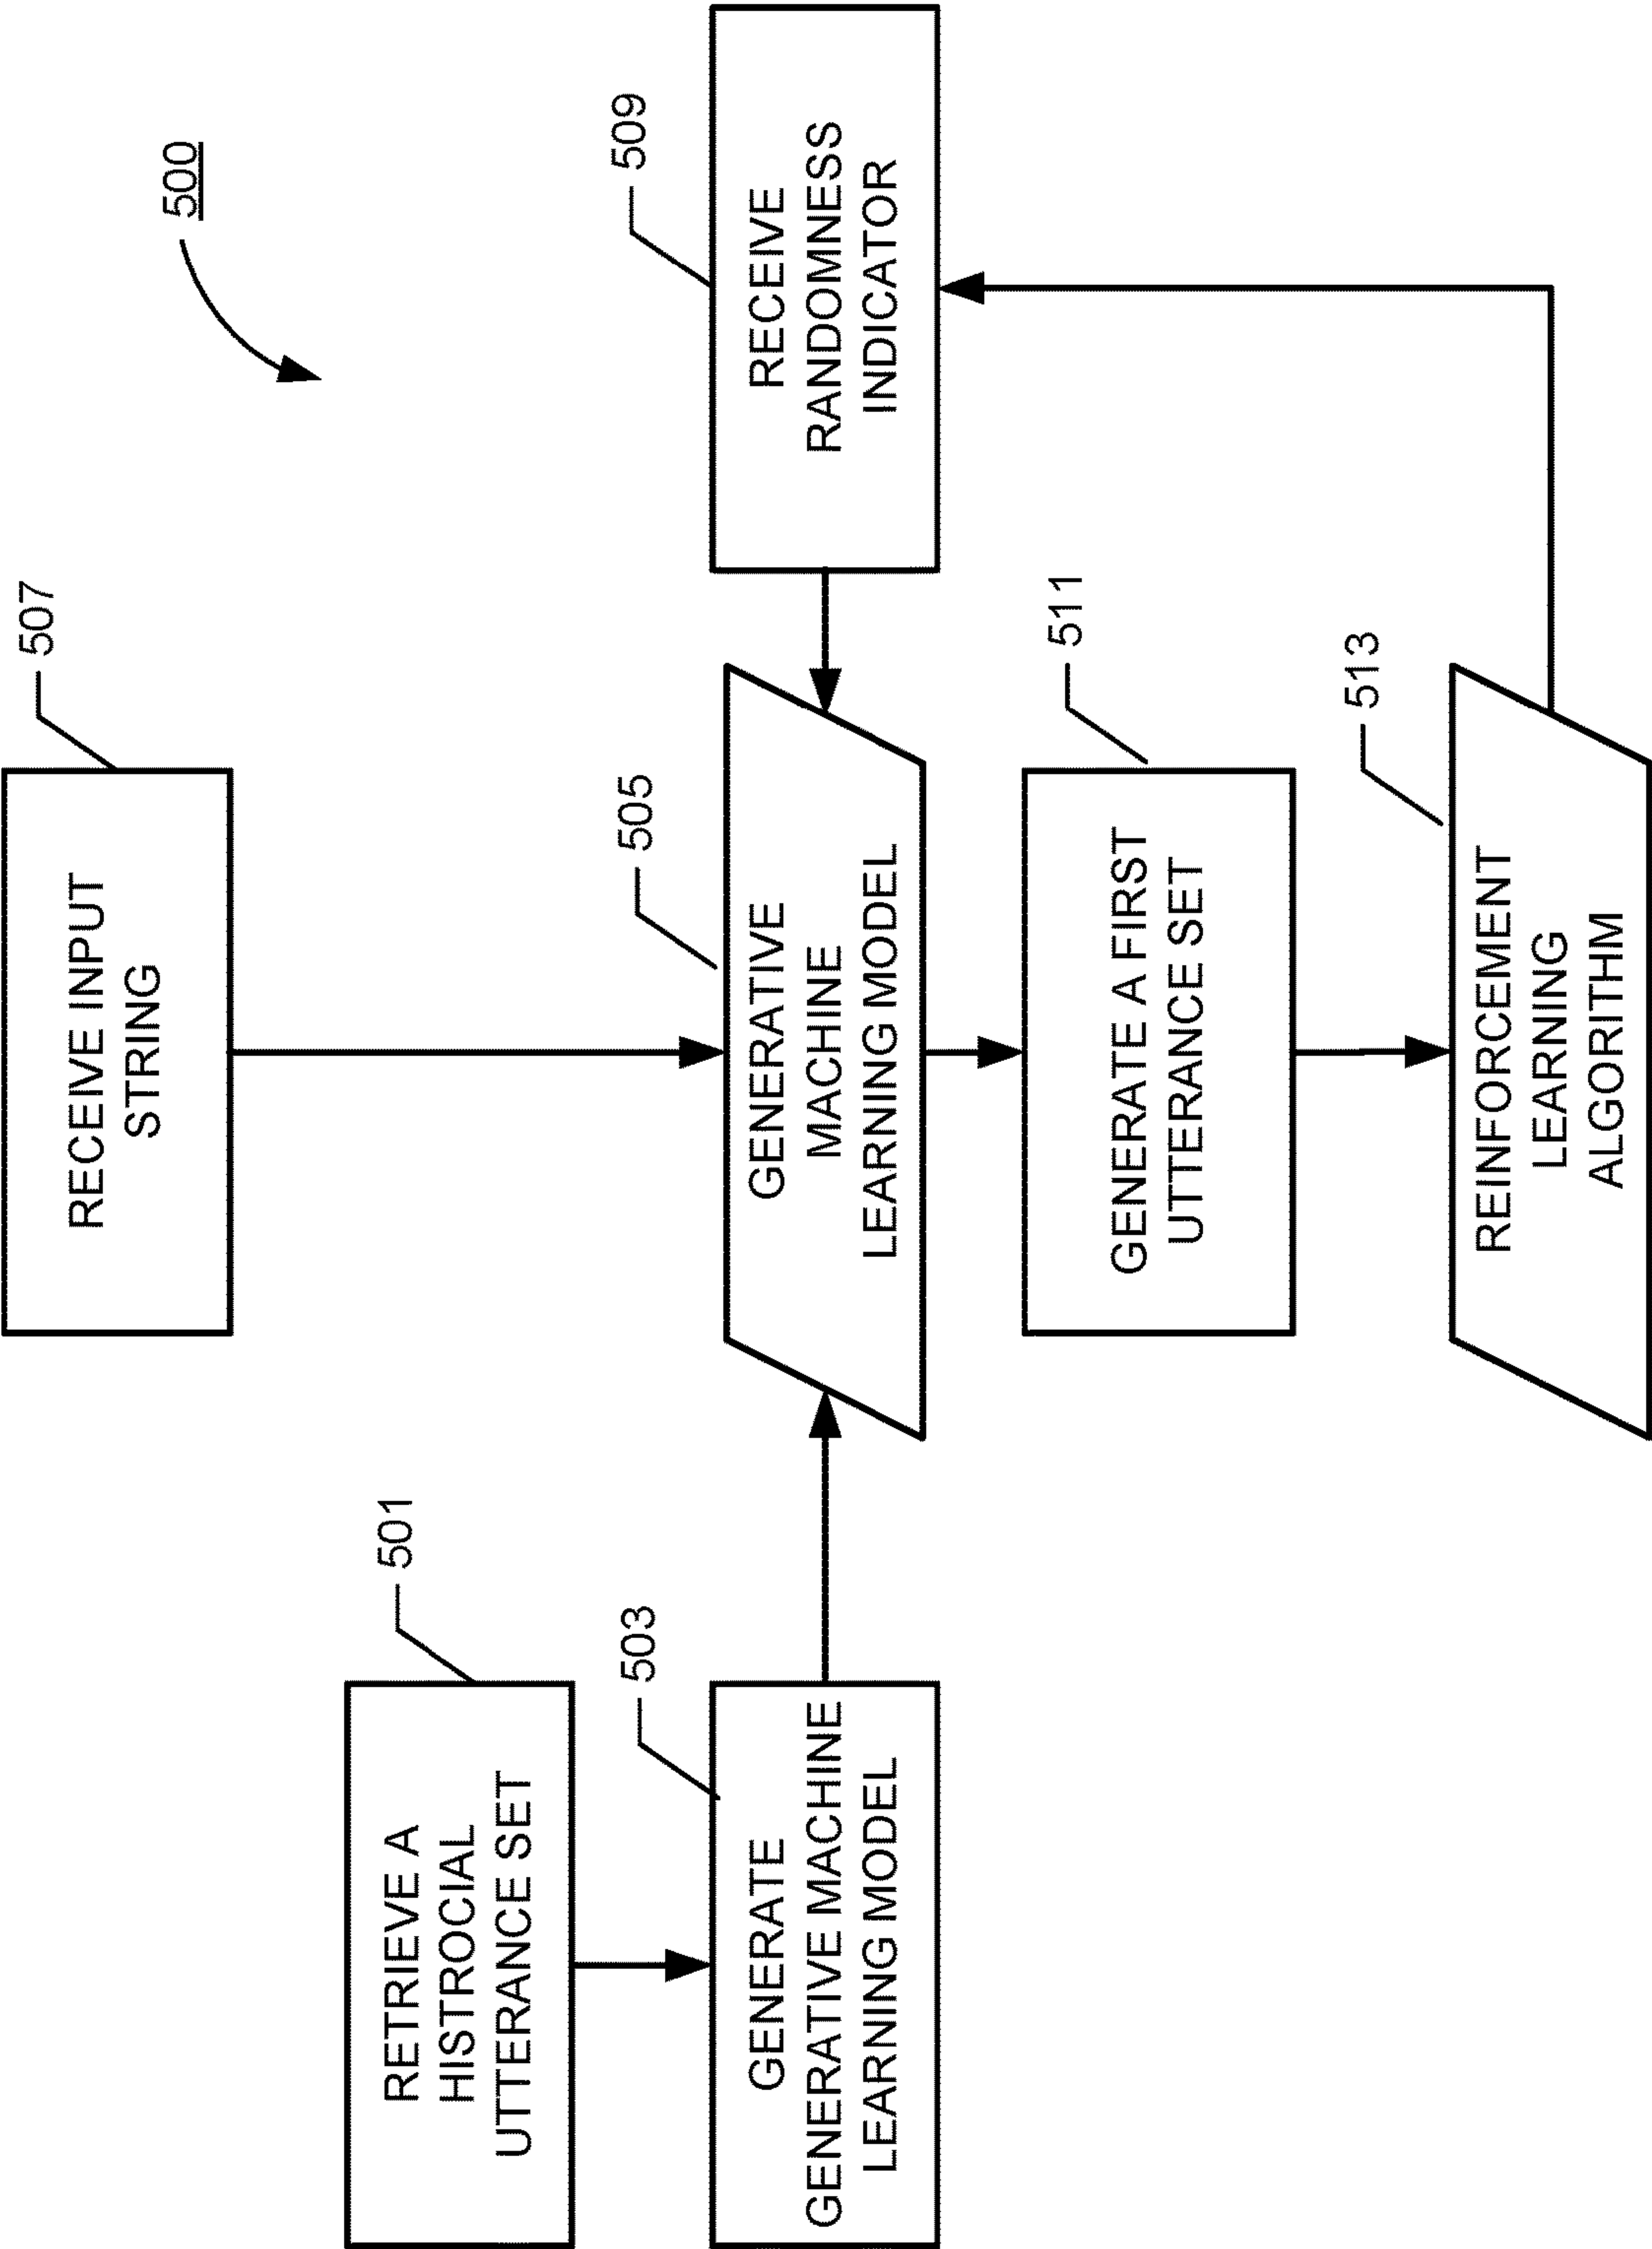 500
507
RECEIVE INPUT
STRING
501
RETRIEVE A
HISTROCIAL
UTTERANCE SET
503
GENERATE
GENERATIVE MACHINE
LEARNING MODEL
505
GENERATIVE
MACHINE
LEARNING MODEL
509
RECEIVE
RANDOMNESS
INDICATOR
511
GENERATE A FIRST
UTTERANCE SET
513
REINFORCEMENT
LEARNING
ALGORITHM